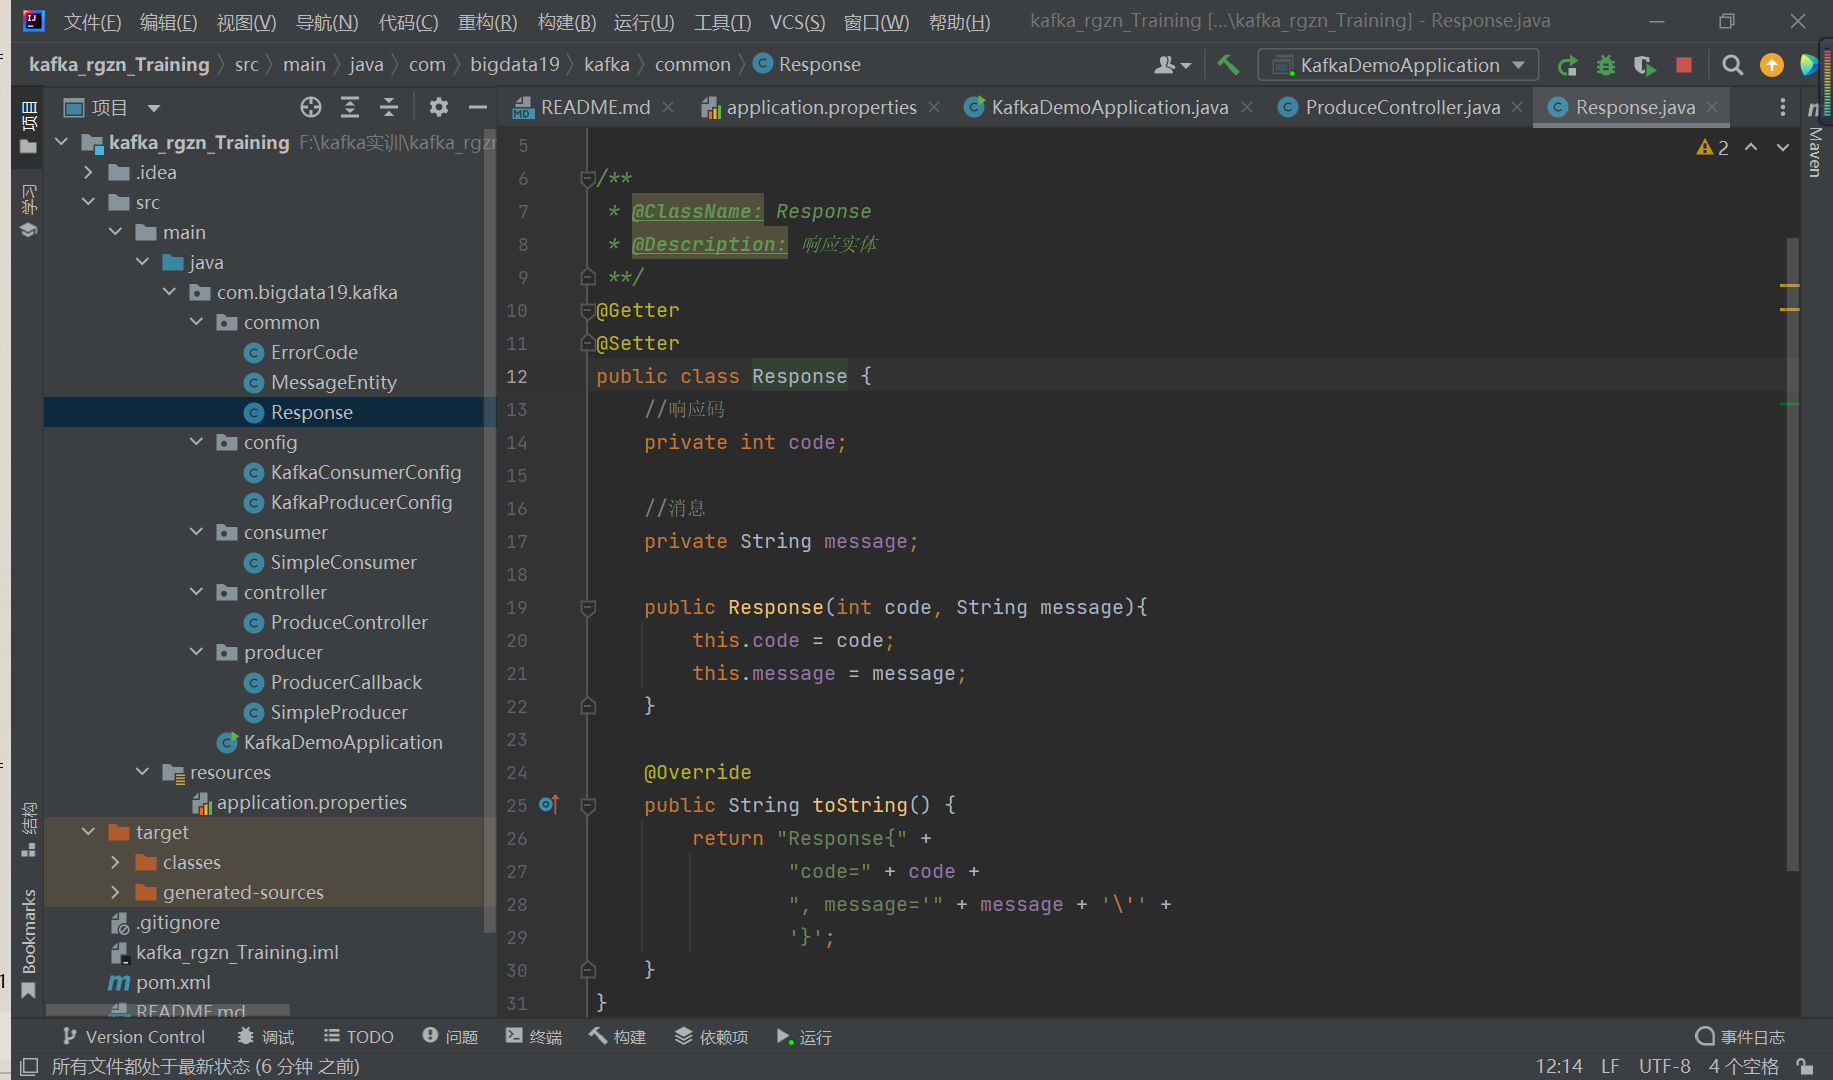 文件(F) 编辑(E) 视图(V) 导航(N) 代码(C) 重构(R) 构建(B) 运行(U) 工具(T) VCS(S) 窗口(W) 帮助(H) kafka_rgzn_Training [...\kafka_rgzn_Training] - Response.java
kafka_rgzn_Training src main java com bigdata19 kafka common Response KafkaDemoApplication
项目
README.md application.properties KafkaDemoApplication.java ProduceController.java Response.java
项目
学习
结构
Bookmarks
kafka_rgzn_Training F:\kafka实训\kafka_rgzn
.idea
src
main
java
com.bigdata19.kafka
common
ErrorCode
MessageEntity
Response
config
KafkaConsumerConfig
KafkaProducerConfig
consumer
SimpleConsumer
controller
ProduceController
producer
ProducerCallback
SimpleProducer
KafkaDemoApplication
resources
application.properties
target
classes
generated-sources
.gitignore
kafka_rgzn_Training.iml
pom.xml
README.md
2
Maven
5
6 /**
7 * @ClassName: Response
8 * @Description: 响应实体
9 **/
10 @Getter
11 @Setter
12 public class Response {
13 //响应码
14 private int code;
15
16 //消息
17 private String message;
18
19 public Response(int code, String message){
20 this.code = code;
21 this.message = message;
22 }
23
24 @Override
25 public String toString() {
26 return "Response{" +
27 "code=" + code +
28 ", message='" + message + '\'' +
29 '}';
30 }
31 }
Version Control 调试 TODO 问题 终端 构建 依赖项 运行 事件日志
所有文件都处于最新状态 (6 分钟 之前) 12:14 LF UTF-8 4 个空格